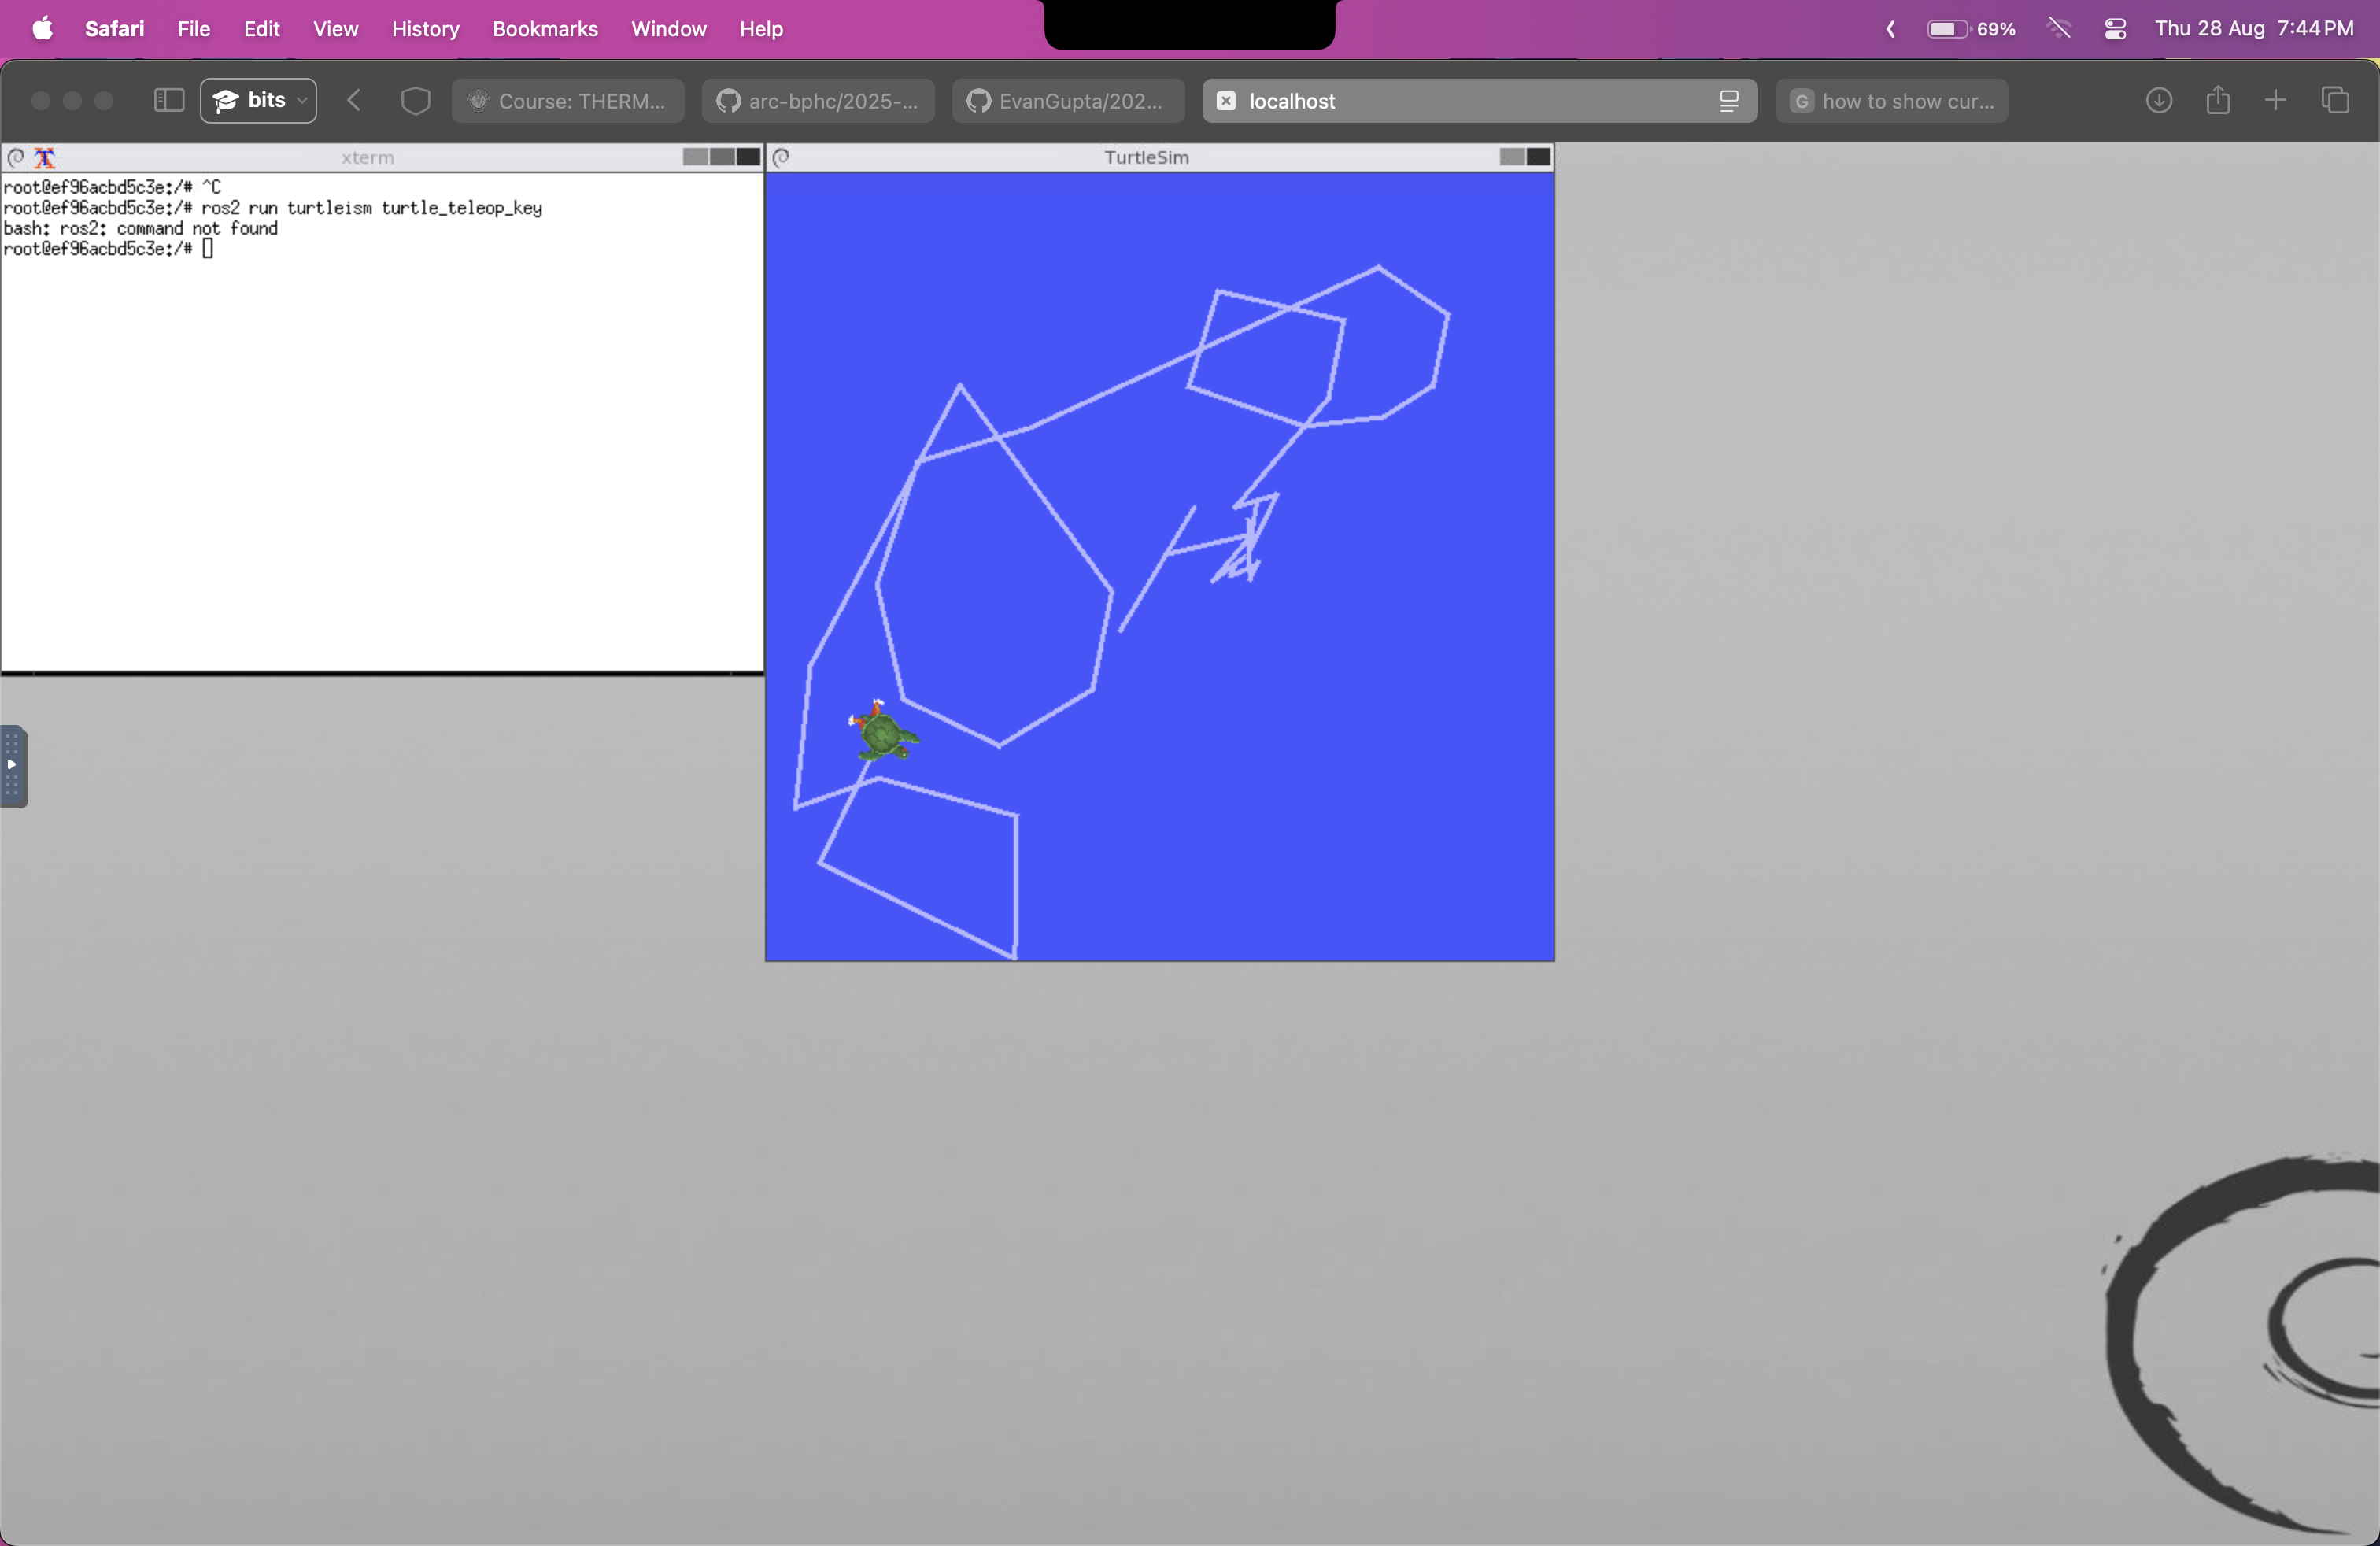 Safari File Edit View History Bookmarks Window Help 69% Thu 28 Aug 7:44 PM
bits Course: THERM... arc-bphc/2025-... EvanGupta/202... localhost G how to show cur...
xterm
root@ef96acbd5c3e:/# ^C
root@ef96acbd5c3e:/# ros2 run turtleism turtle_teleop_key
bash: ros2: command not found
root@ef96acbd5c3e:/#
TurtleSim